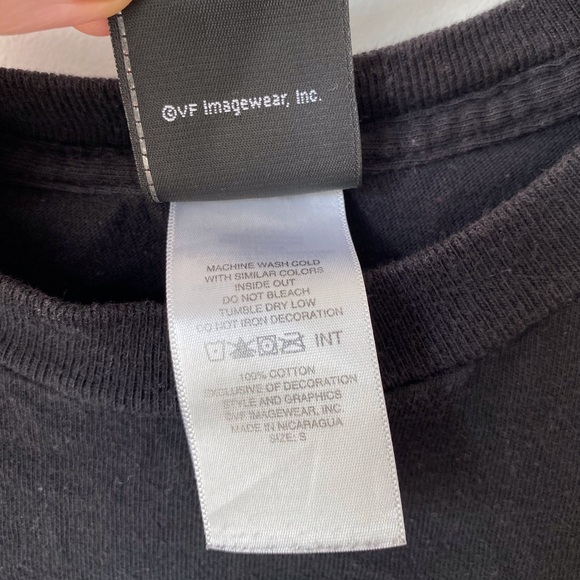 ©VF Imagewear, Inc.
MACHINE WASH COLD
WITH SIMILAR COLORS
INSIDE OUT
DO NOT BLEACH
TUMBLE DRY LOW
DO NOT IRON DECORATION
INT
100% COTTON
EXCLUSIVE OF DECORATION
STYLE AND GRAPHICS
©VF IMAGEWEAR, INC.
MADE IN NICARAGUA
SIZE: S